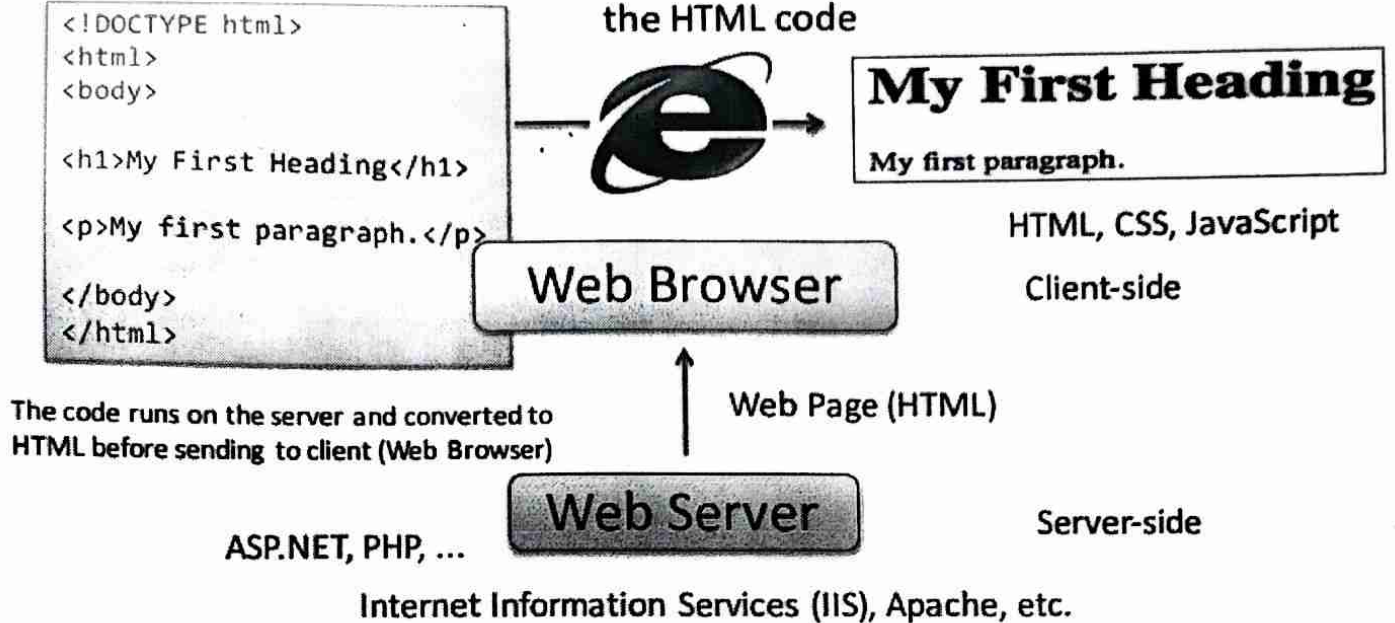 the HTML code
<!DOCTYPE html>
<html>
<body>
<h1>My First Heading</h1>
<p>My first paragraph.</p>
</body>
</html>
My First Heading
My first paragraph.
HTML, CSS, JavaScript
Web Browser
Client-side
The code runs on the server and converted to
HTML before sending to client (Web Browser)
Web Page (HTML)
Web Server
Server-side
ASP.NET, PHP, ...
Internet Information Services (IIS), Apache, etc.